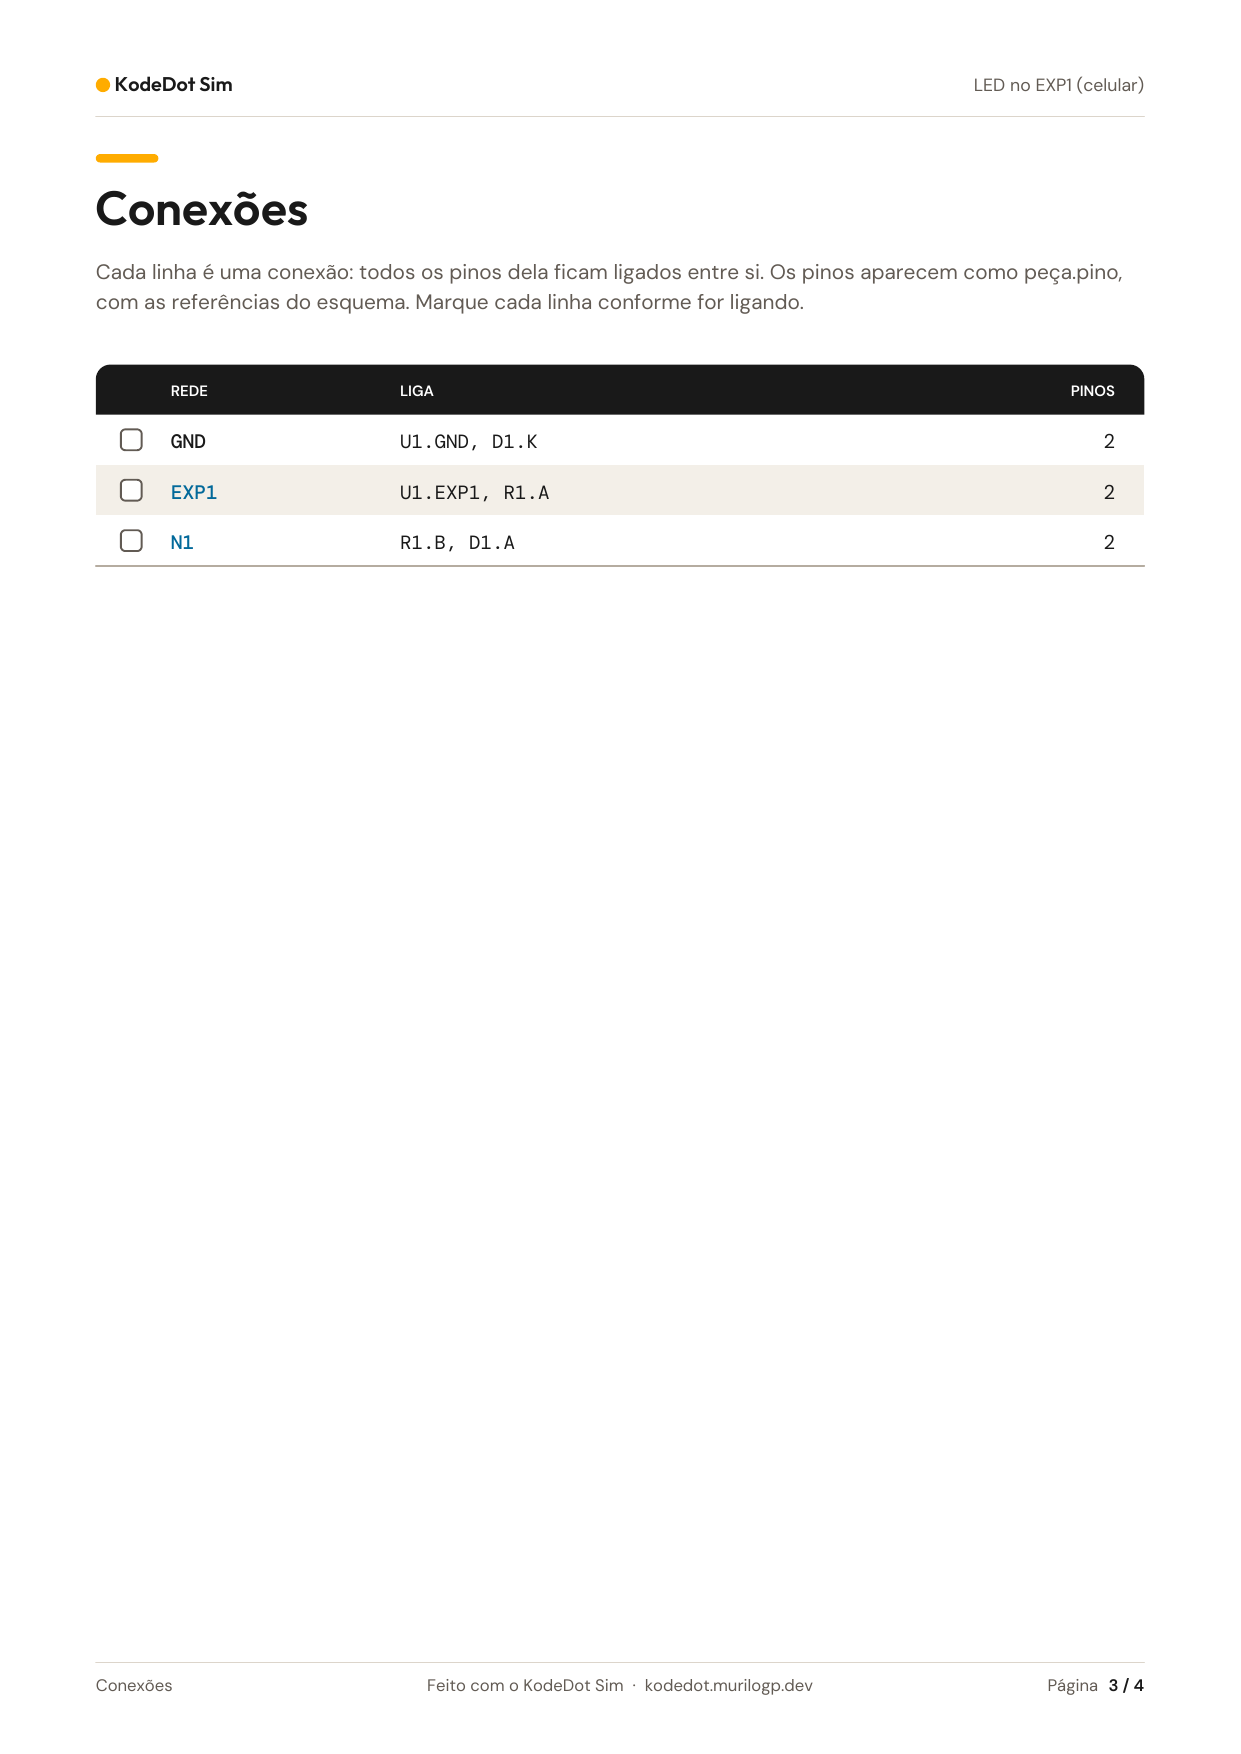 KodeDot Sim
LED no EXP1 (celular)
Conexões
Cada linha é uma conexão: todos os pinos dela ficam ligados entre si. Os pinos aparecem como peça.pino,
com as referências do esquema. Marque cada linha conforme for ligando.
REDE LIGA PINOS
GND U1.GND, D1.K 2
EXP1 U1.EXP1, R1.A 2
N1 R1.B, D1.A 2
Conexões Feito com o KodeDot Sim · kodedot.murilogp.dev Página 3 / 4